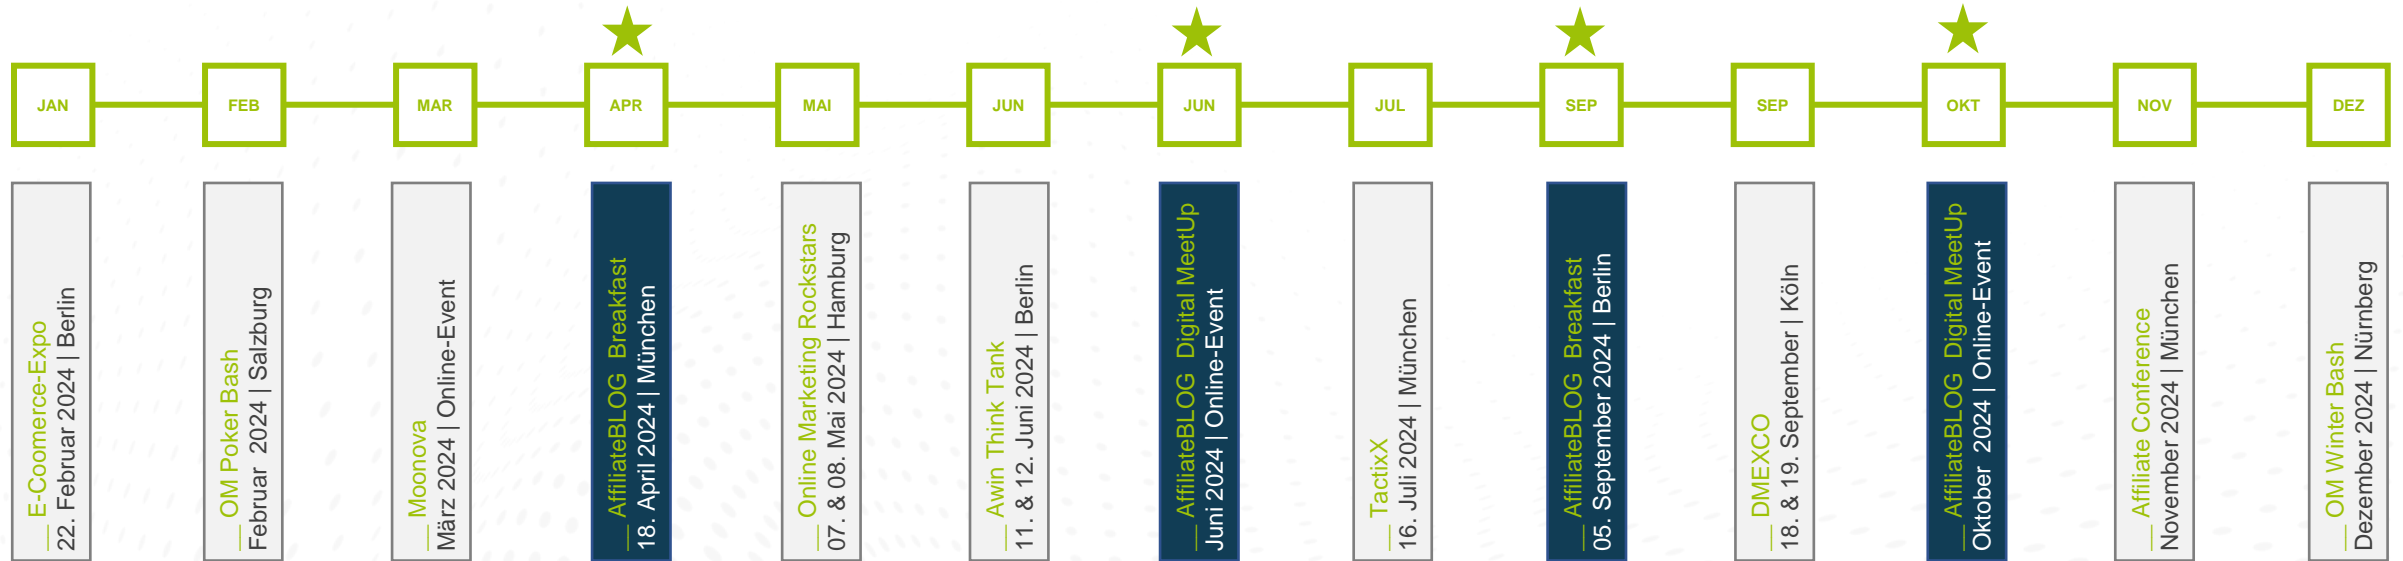 JAN
FEB
MAR
APR
MAI
JUN
JUN
JUL
SEP
SEP
OKT
NOV
DEZ
E-Coomerce-Expo
22. Februar 2024 | Berlin
OM Poker Bash
Februar 2024 | Salzburg
Moonova
März 2024 | Online-Event
AffiliateBLOG Breakfast
18. April 2024 | München
Online Marketing Rockstars
07. & 08. Mai 2024 | Hamburg
Awin Think Tank
11. & 12. Juni 2024 | Berlin
AffiliateBLOG Digital MeetUp
Juni 2024 | Online-Event
TactixX
16. Juli 2024 | München
AffiliateBLOG Breakfast
05. September 2024 | Berlin
DMEXCO
18. & 19. September | Köln
AffiliateBLOG Digital MeetUp
Oktober 2024 | Online-Event
Affiliate Conference
November 2024 | München
OM Winter Bash
Dezember 2024 | Nürnberg